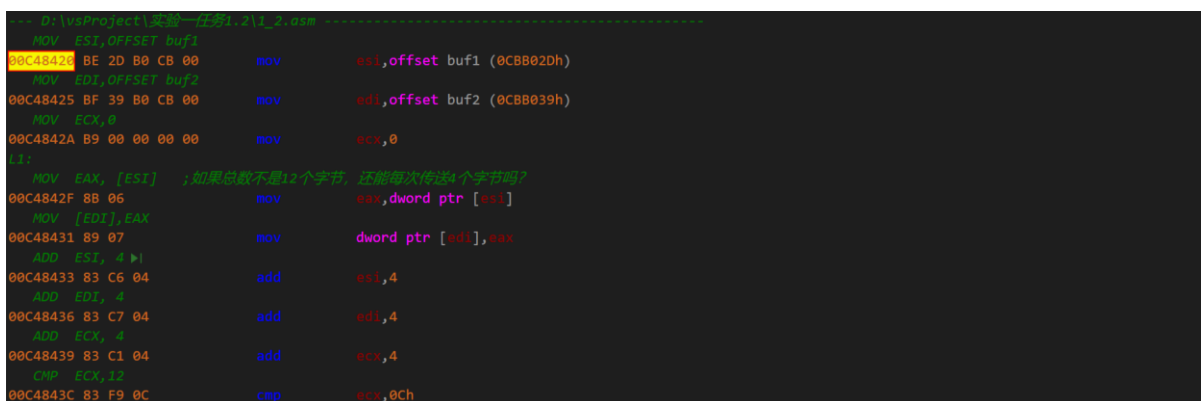 --- D:\vsProject\实验一任务1.2\1_2.asm -----------------------------------------------
MOV ESI,OFFSET buf1
00C48420 BE 2D B0 CB 00 mov esi,offset buf1 (0CBB02Dh)
MOV EDI,OFFSET buf2
00C48425 BF 39 B0 CB 00 mov edi,offset buf2 (0CBB039h)
MOV ECX,0
00C4842A B9 00 00 00 00 mov ecx,0
L1:
MOV EAX, [ESI] ;如果总数不是12个字节，还能每次传送4个字节吗?
00C4842F 8B 06 mov eax,dword ptr [esi]
MOV [EDI],EAX
00C48431 89 07 mov dword ptr [edi],eax
ADD ESI, 4
00C48433 83 C6 04 add esi,4
ADD EDI, 4
00C48436 83 C7 04 add edi,4
ADD ECX, 4
00C48439 83 C1 04 add ecx,4
CMP ECX,12
00C4843C 83 F9 0C cmp ecx,0Ch